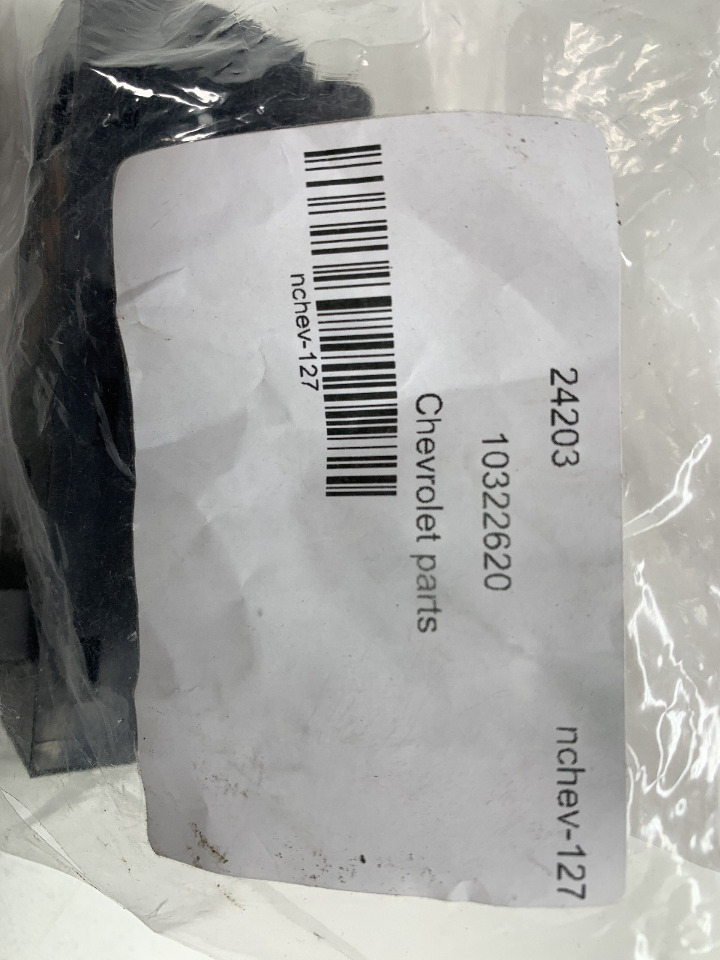 24203 nchev-127
10322620
Chevrolet parts
nchev-127